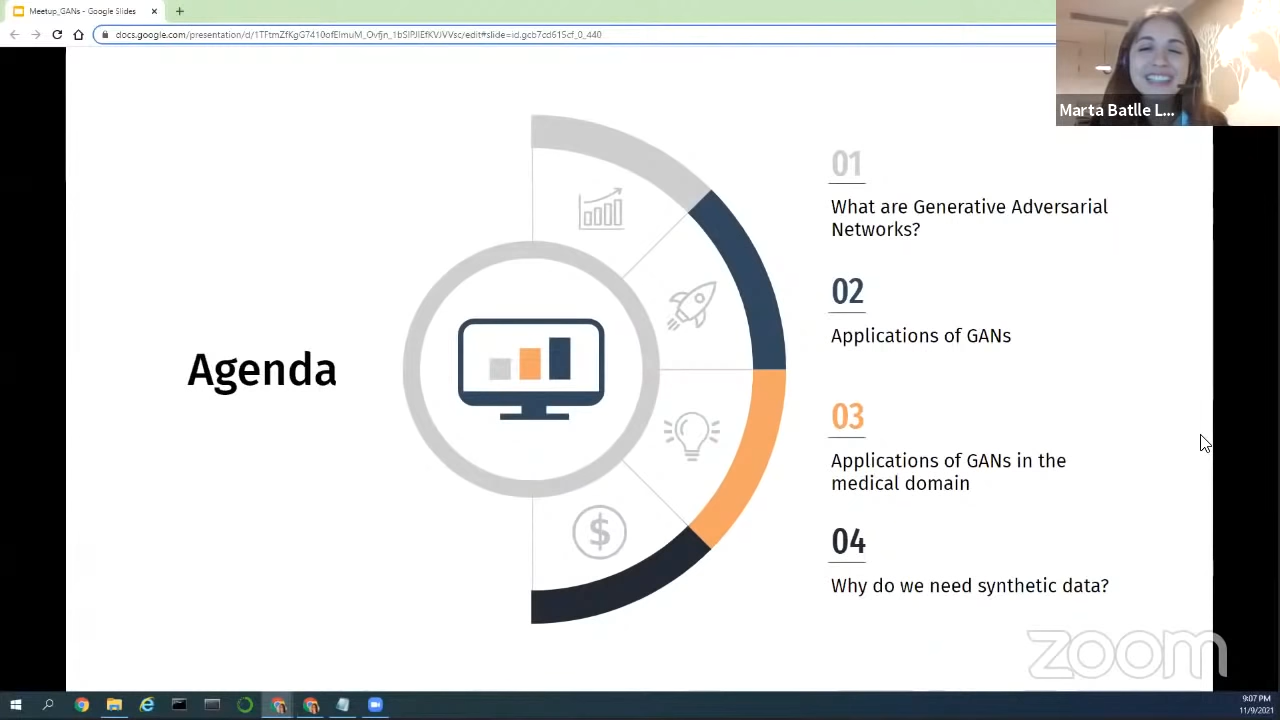 Meetup_GANs - Google Slides
Marta Batlle L...
Agenda
01
What are Generative Adversarial
Networks?
02
Applications of GANs
03
Applications of GANs in the
medical domain
04
Why do we need synthetic data?
$
zoom
9:07 PM
11/9/2021